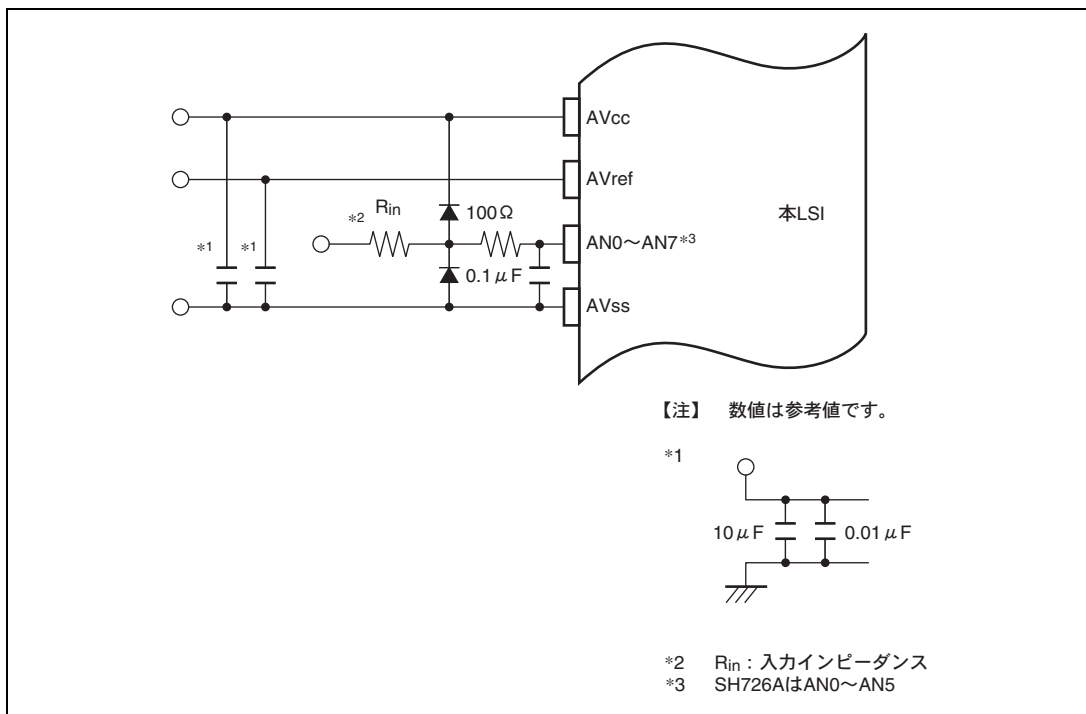 AVcc
AVref
*2 Rin
100Ω
本LSI
*1 *1
AN0～AN7*3
0.1μF
AVss
【注】 数値は参考値です。
*1
10μF 0.01μF
*2 Rin：入力インピーダンス
*3 SH726AはAN0～AN5